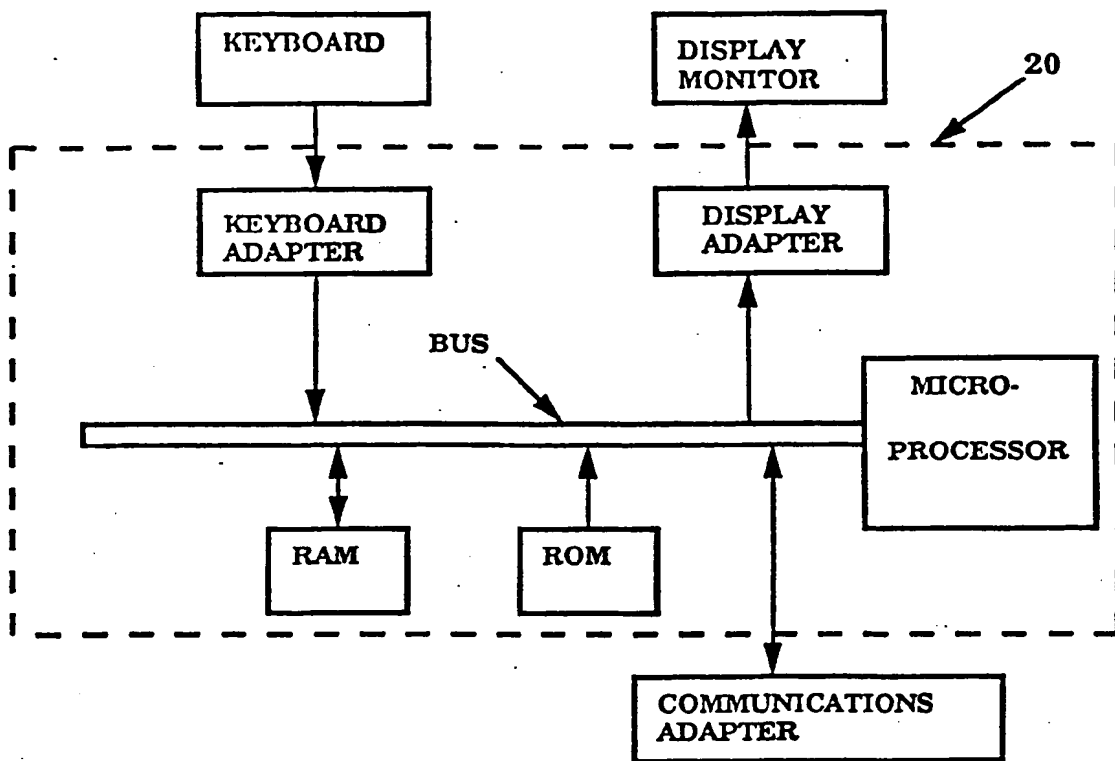 KEYBOARD
DISPLAY
MONITOR
20
KEYBOARD
ADAPTER
DISPLAY
ADAPTER
BUS
MICRO-
PROCESSOR
RAM
ROM
COMMUNICATIONS
ADAPTER